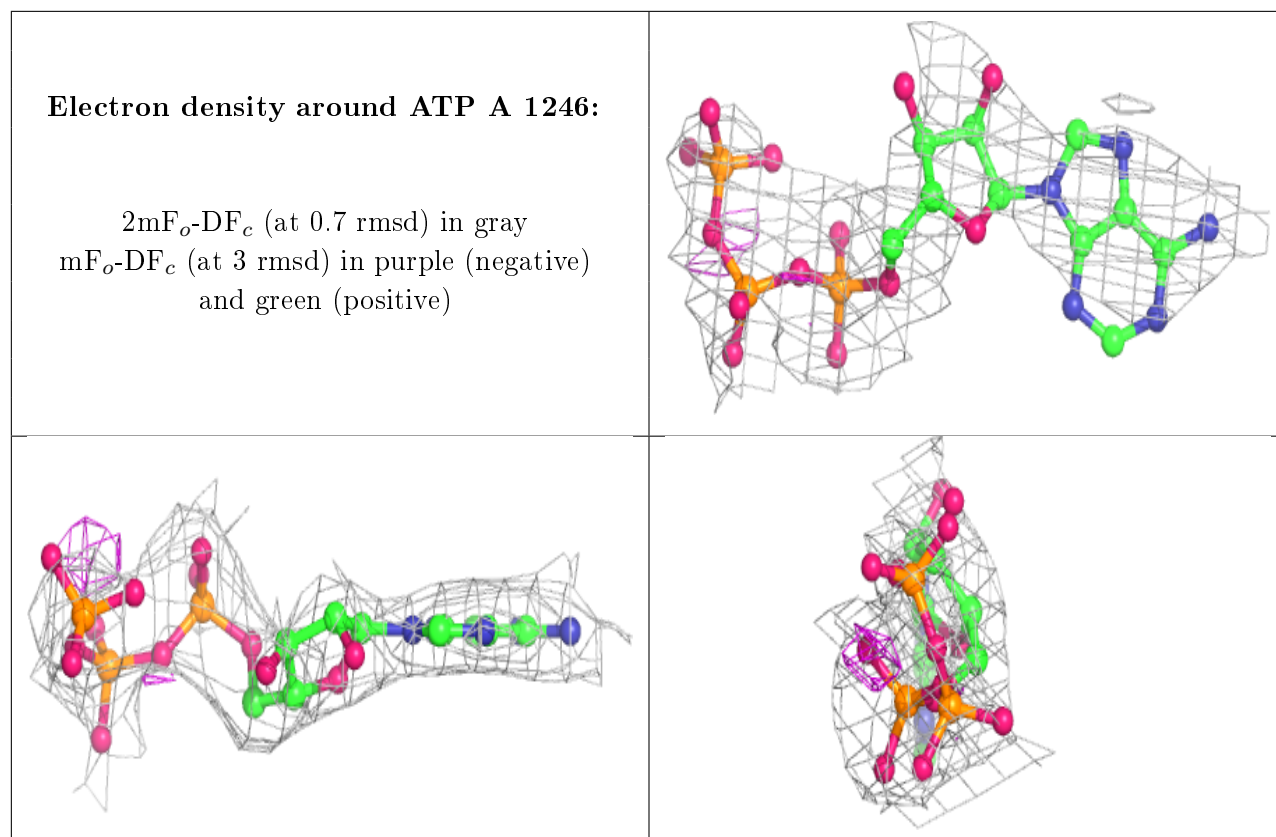 Electron density around ATP A 1246:
2mFₒ-DF𝒸 (at 0.7 rmsd) in gray
mFₒ-DF𝒸 (at 3 rmsd) in purple (negative)
and green (positive)